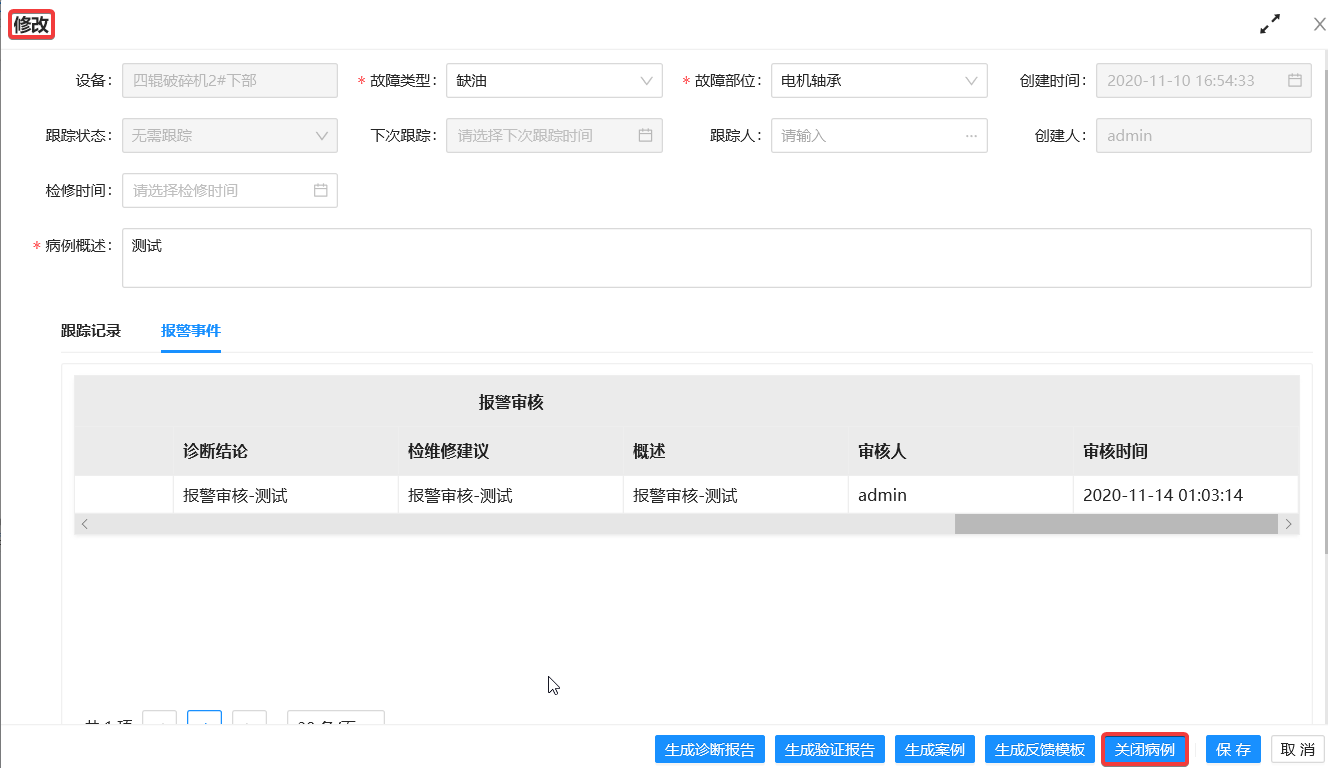 修改
设备： 四辊破碎机2#下部 * 故障类型： 缺油 * 故障部位： 电机轴承 创建时间： 2020-11-10 16:54:33
跟踪状态： 无需跟踪 下次跟踪： 请选择下次跟踪时间 跟踪人： 请输入 ··· 创建人： admin
检修时间： 请选择检修时间
* 病例概述： 测试
跟踪记录 报警事件
报警审核
诊断结论 检维修建议 概述 审核人 审核时间
报警审核-测试 报警审核-测试 报警审核-测试 admin 2020-11-14 01:03:14
共 1 项
生成诊断报告 生成验证报告 生成案例 生成反馈模板 关闭病例 保 存 取 消